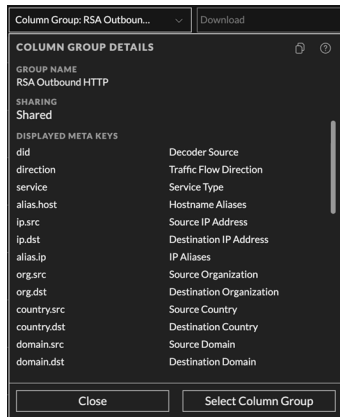 Column Group: RSA Outboun... Download
COLUMN GROUP DETAILS
GROUP NAME
RSA Outbound HTTP
SHARING
Shared
DISPLAYED META KEYS
did Decoder Source
direction Traffic Flow Direction
service Service Type
alias.host Hostname Aliases
ip.src Source IP Address
ip.dst Destination IP Address
alias.ip IP Aliases
org.src Source Organization
org.dst Destination Organization
country.src Source Country
country.dst Destination Country
domain.src Source Domain
domain.dst Destination Domain
Close Select Column Group